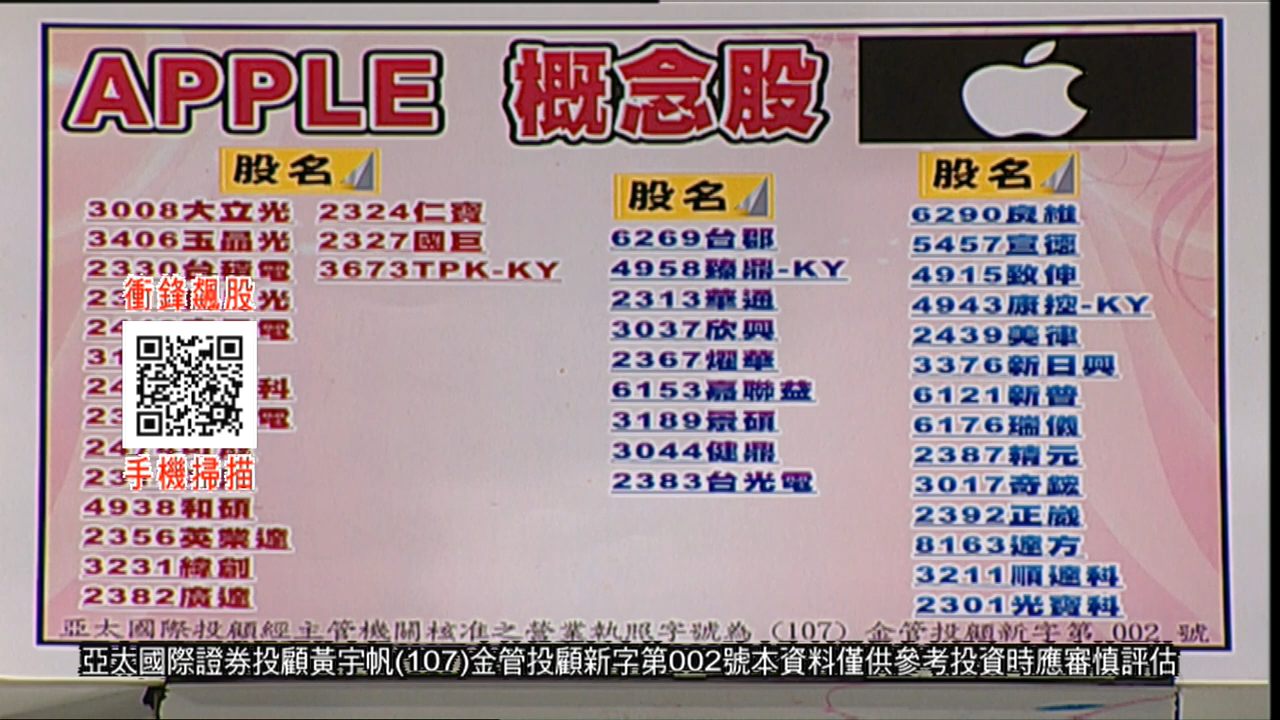 APPLE 概念股
股名
3008大立光
3406玉晶光
2330台積電
光
電
科
電
4938和碩
2356英業達
3231緯創
2382廣達
2324仁寶
2327國巨
3673TPK-KY
衝鋒飆股
手機掃描
股名
6269台郡
4958臻鼎-KY
2313華通
3037欣興
2367燿華
6153嘉聯益
3189景碩
3044健鼎
2383台光電
股名
6290良維
5457宣德
4915致伸
4943康控-KY
2439美律
3376新日興
6121新普
6176瑞儀
2387精元
3017奇鋐
2392正崴
8163達方
3211順達科
2301光寶科
亞太國際投顧經主管機關核准之營業執照字號為 (107) 金管投顧新字第 002 號
亞太國際證券投顧黃宇帆(107)金管投顧新字第002號本資料僅供參考投資時應審慎評估